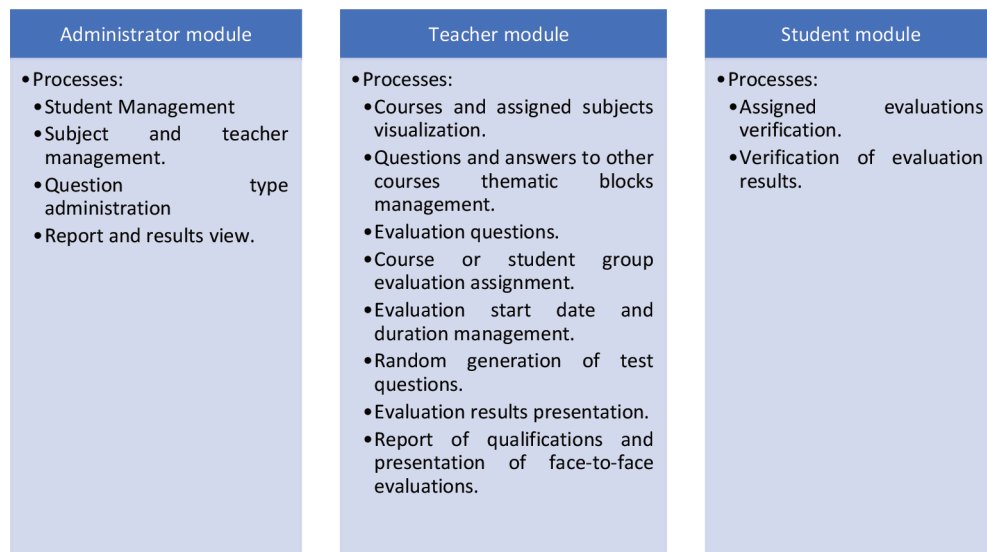 Administrator module
•Processes:
•Student Management
•Subject and teacher
management.
•Question type
administration
•Report and results view.
Teacher module
•Processes:
•Courses and assigned subjects
visualization.
•Questions and answers to other
courses thematic blocks
management.
•Evaluation questions.
•Course or student group
evaluation assignment.
•Evaluation start date and
duration management.
•Random generation of test
questions.
•Evaluation results presentation.
•Report of qualifications and
presentation of face-to-face
evaluations.
Student module
•Processes:
•Assigned evaluations
verification.
•Verification of evaluation
results.